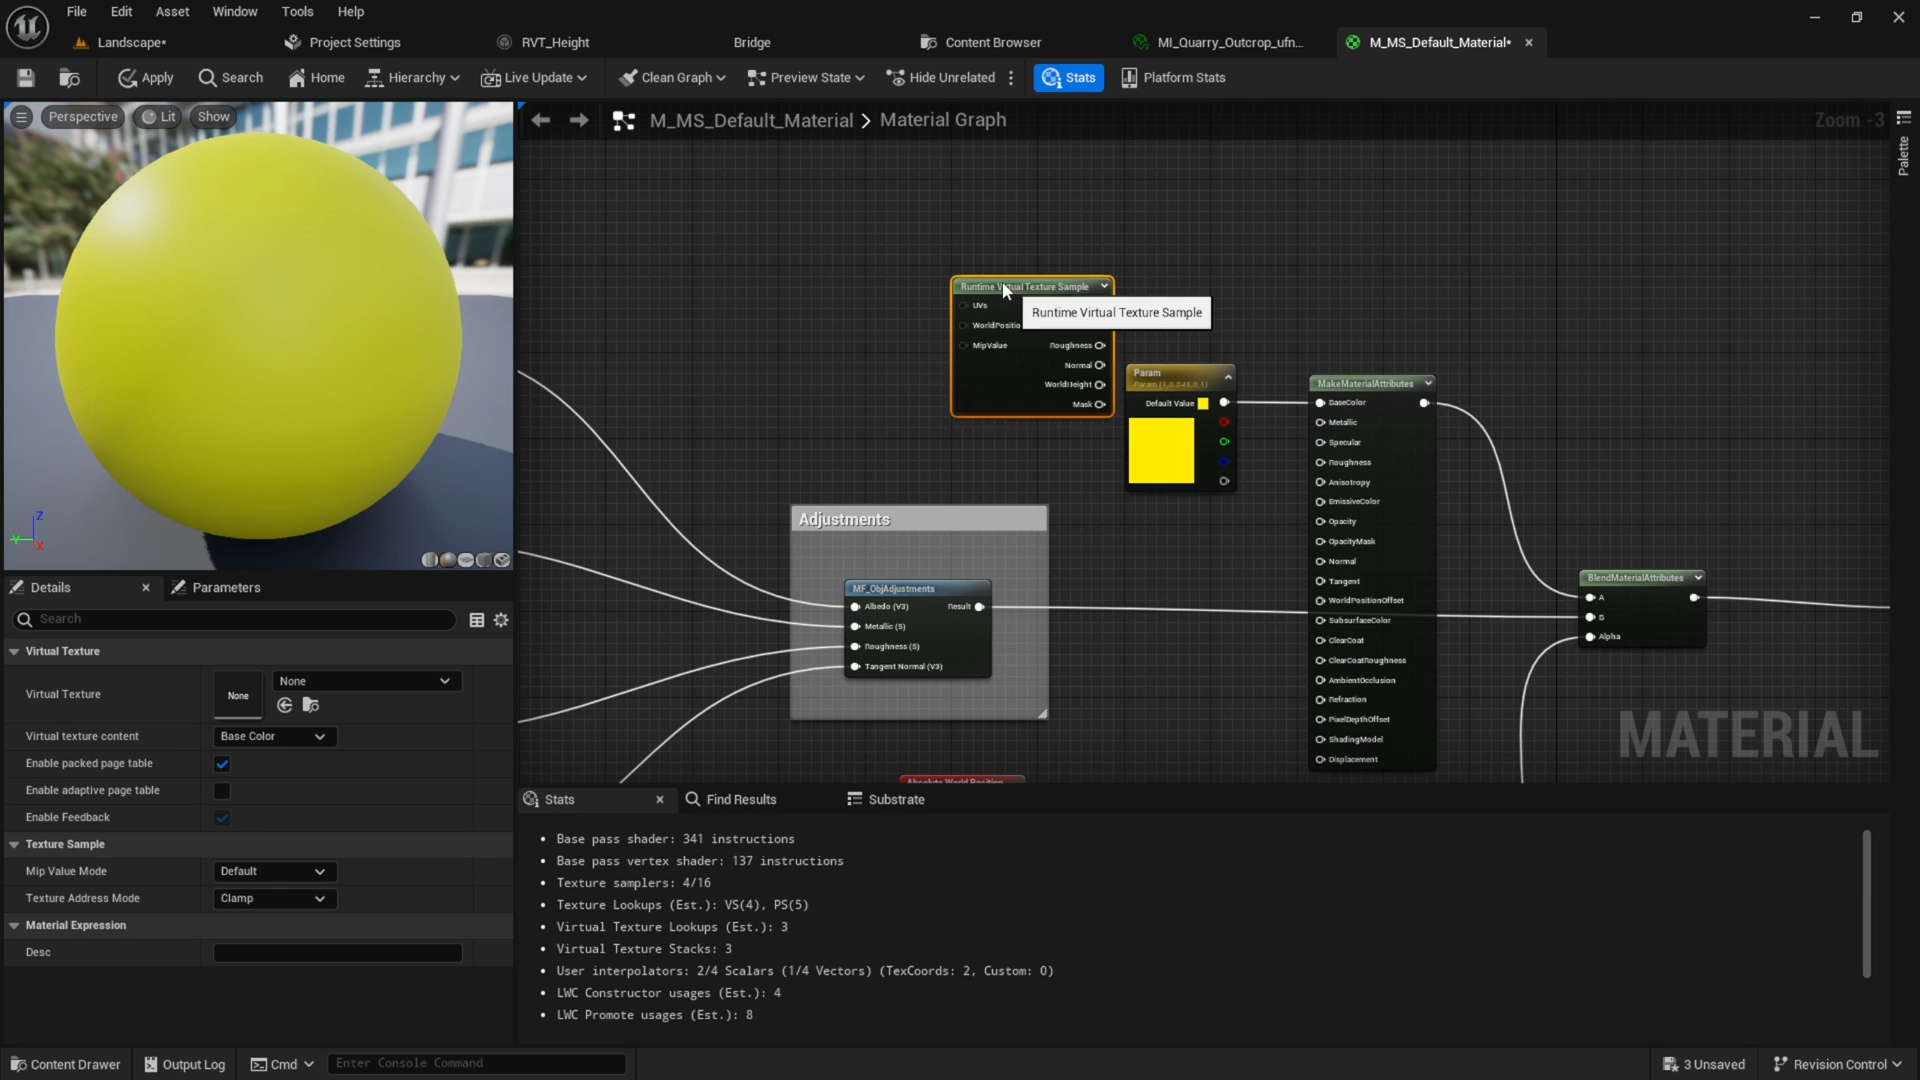 File Edit Asset Window Tools Help
Landscape* Project Settings RVT_Height Bridge Content Browser MI_Quarry_Outcrop_ufn... M_MS_Default_Material*
Apply Search Home Hierarchy Live Update Clean Graph Preview State Hide Unrelated Stats Platform Stats
Perspective Lit Show
M_MS_Default_Material > Material Graph
Zoom -3
Palette
Runtime Virtual Texture Sample
UVs
WorldPositio
MipValue
Roughness
Normal
WorldHeight
Mask
Runtime Virtual Texture Sample
Param
Param (1,0.845,0,1)
Default Value
MakeMaterialAttributes
BaseColor
Metallic
Specular
Roughness
Anisotropy
EmissiveColor
Opacity
OpacityMask
Normal
Tangent
WorldPositionOffset
SubsurfaceColor
ClearCoat
ClearCoatRoughness
AmbientOcclusion
Refraction
PixelDepthOffset
ShadingModel
Displacement
Adjustments
MF_ObjAdjustments
Albedo (V3) Result
Metallic (S)
Roughness (S)
Tangent Normal (V3)
BlendMaterialAttributes
A
B
Alpha
Absolute World Position
MATERIAL
Z
Y
X
Details Parameters
Search
Virtual Texture
Virtual Texture None None
Virtual texture content Base Color
Enable packed page table
Enable adaptive page table
Enable Feedback
Texture Sample
Mip Value Mode Default
Texture Address Mode Clamp
Material Expression
Desc
Stats Find Results Substrate
• Base pass shader: 341 instructions
• Base pass vertex shader: 137 instructions
• Texture samplers: 4/16
• Texture Lookups (Est.): VS(4), PS(5)
• Virtual Texture Lookups (Est.): 3
• Virtual Texture Stacks: 3
• User interpolators: 2/4 Scalars (1/4 Vectors) (TexCoords: 2, Custom: 0)
• LWC Constructor usages (Est.): 4
• LWC Promote usages (Est.): 8
Content Drawer Output Log Cmd Enter Console Command 3 Unsaved Revision Control